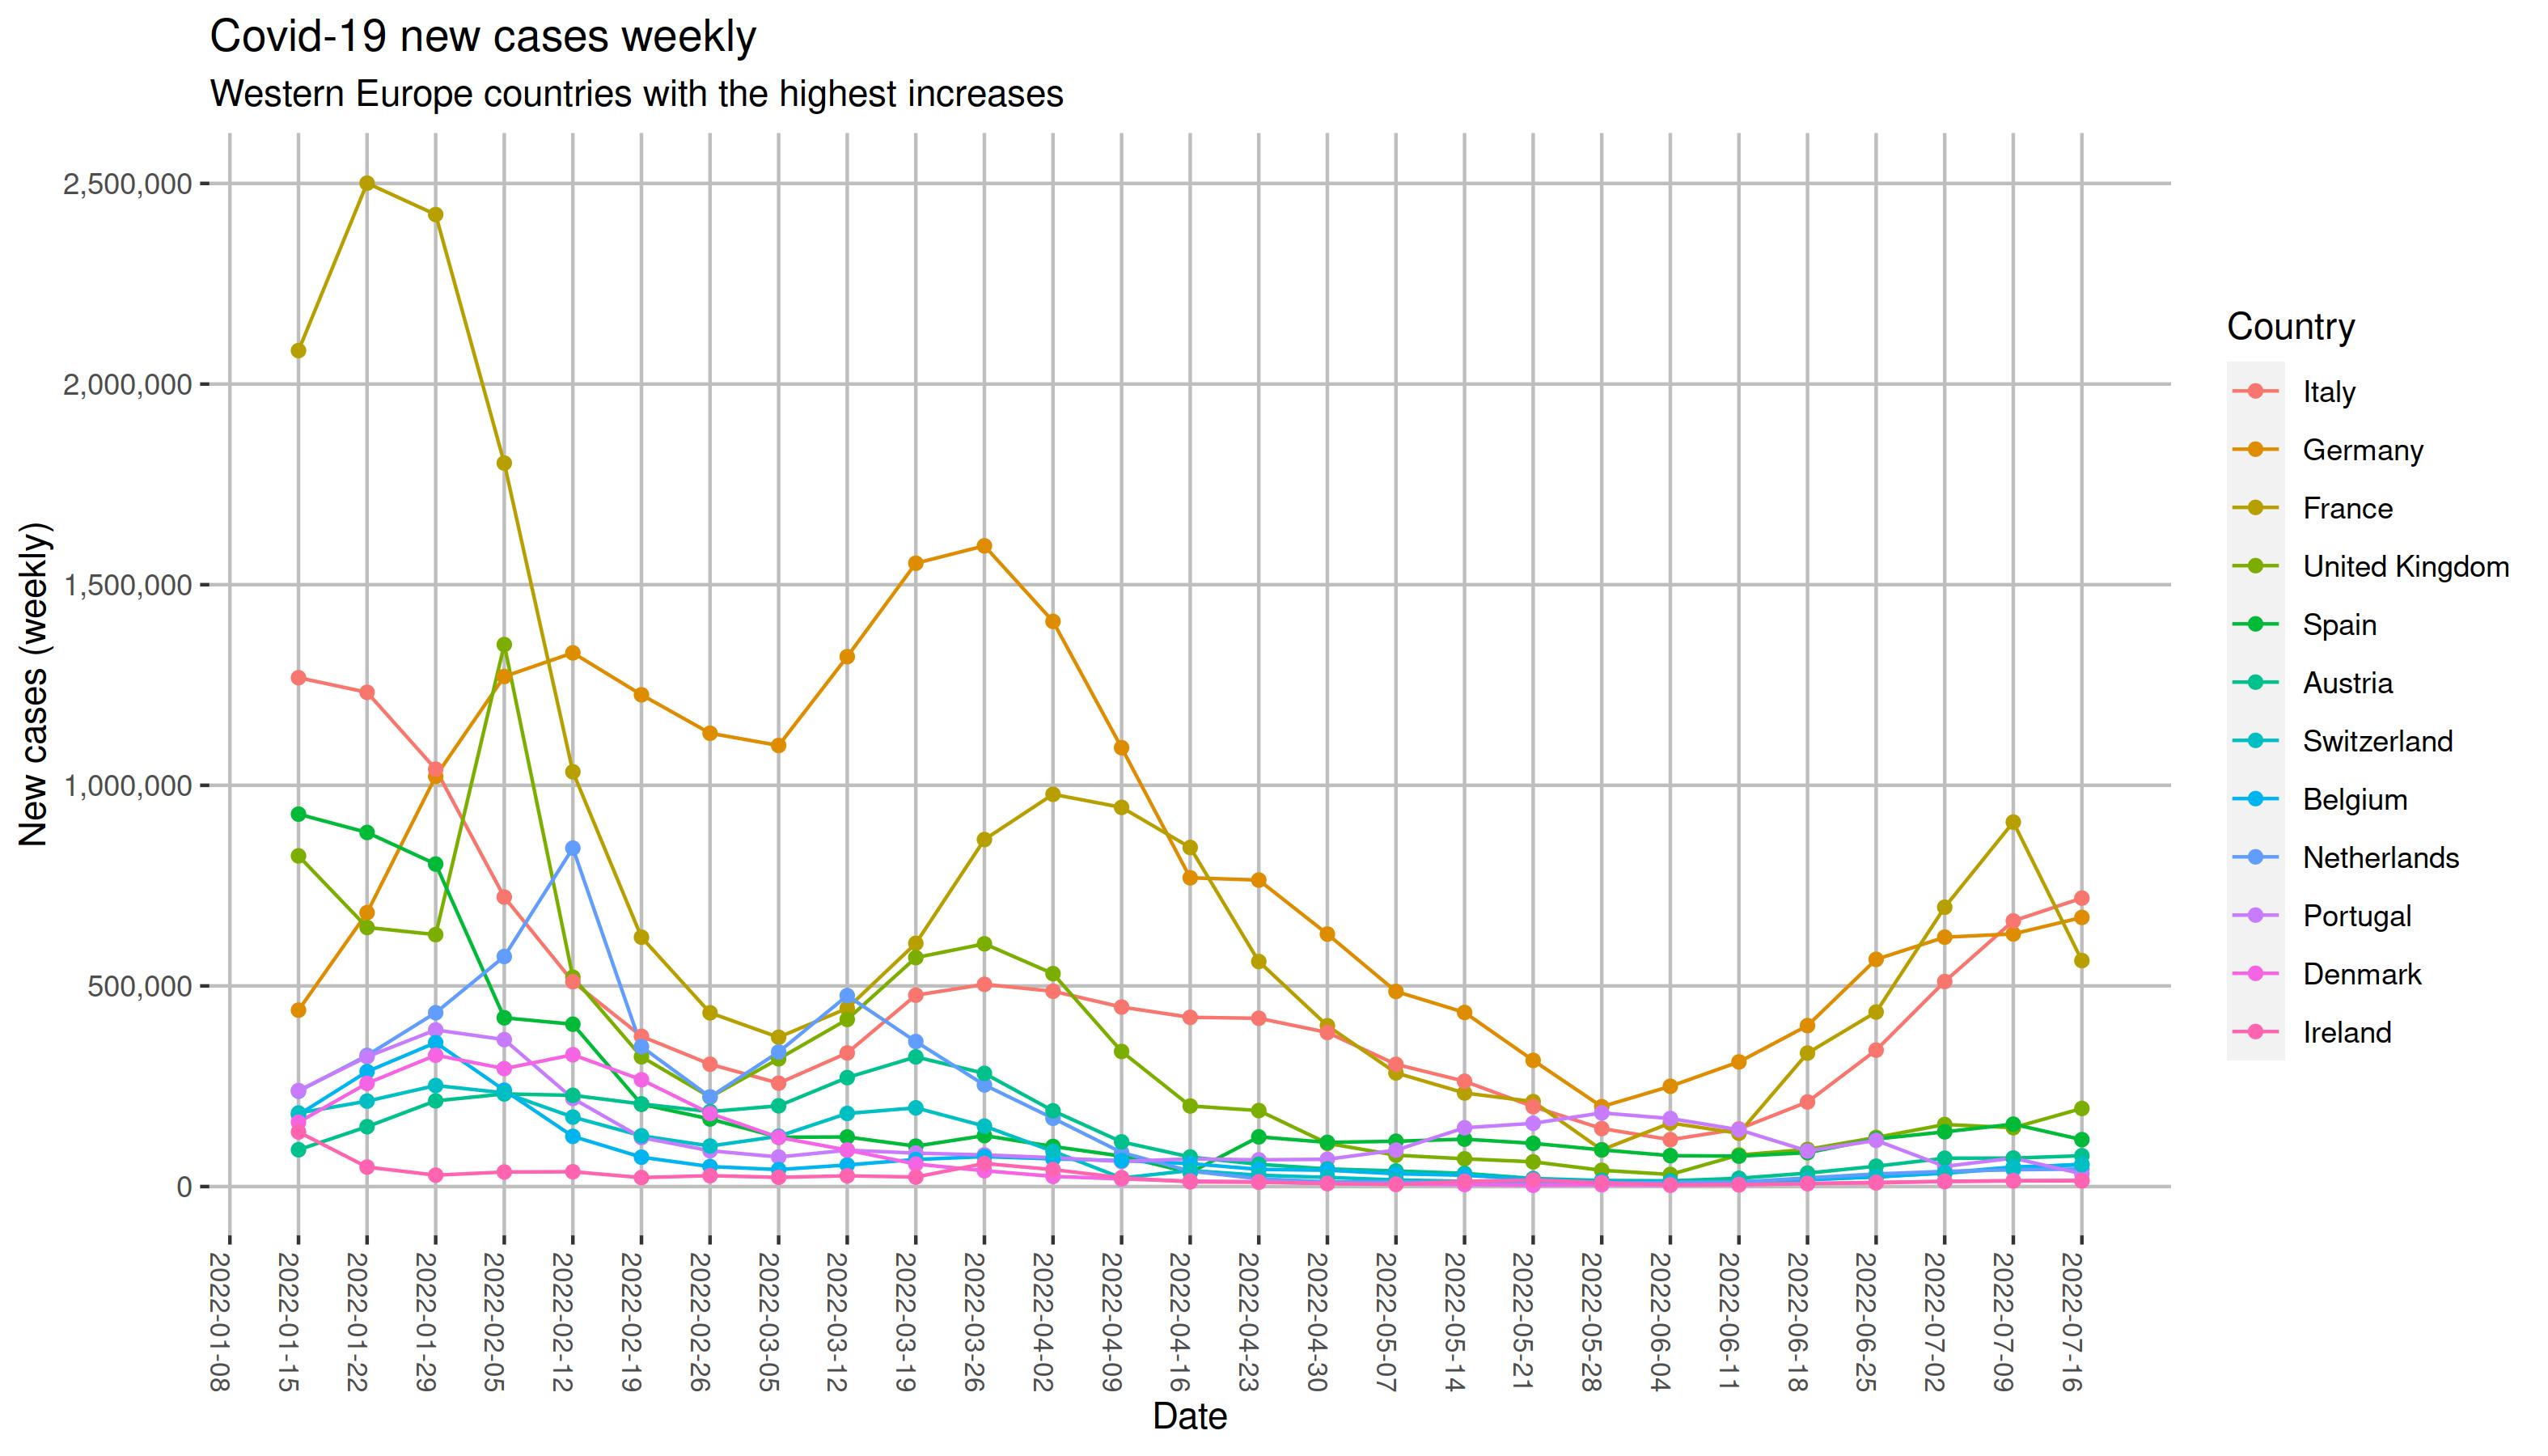 Covid-19 new cases weekly
Western Europe countries with the highest increases
New cases (weekly)
2,500,000
2,000,000
1,500,000
1,000,000
500,000
0
2022-01-08
2022-01-15
2022-01-22
2022-01-29
2022-02-05
2022-02-12
2022-02-19
2022-02-26
2022-03-05
2022-03-12
2022-03-19
2022-03-26
2022-04-02
2022-04-09
2022-04-16
2022-04-23
2022-04-30
2022-05-07
2022-05-14
2022-05-21
2022-05-28
2022-06-04
2022-06-11
2022-06-18
2022-06-25
2022-07-02
2022-07-09
2022-07-16
Date
Country
Italy
Germany
France
United Kingdom
Spain
Austria
Switzerland
Belgium
Netherlands
Portugal
Denmark
Ireland